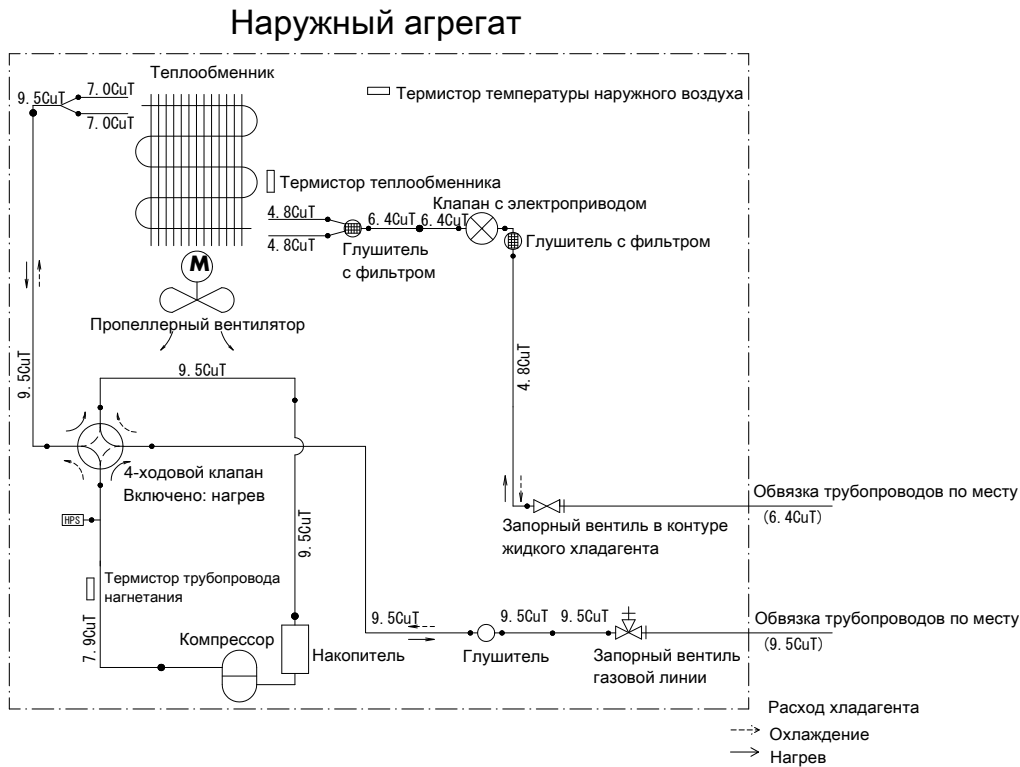 Наружный агрегат
Теплообменник
9.5CuT
7.0CuT
7.0CuT
Термистор температуры наружного воздуха
Термистор теплообменника
Клапан с электроприводом
4.8CuT
6.4CuT
6.4CuT
4.8CuT
Глушитель
с фильтром
Глушитель с фильтром
M
Пропеллерный вентилятор
9.5CuT
9.5CuT
4.8CuT
4-ходовой клапан
Включено: нагрев
HPS
9.5CuT
Обвязка трубопроводов по месту
(6.4CuT)
Запорный вентиль в контуре
жидкого хладагента
Термистор трубопровода
нагнетания
7.9CuT
Компрессор
Накопитель
9.5CuT
9.5CuT
9.5CuT
Глушитель
Запорный вентиль
газовой линии
Обвязка трубопроводов по месту
(9.5CuT)
Расход хладагента
Охлаждение
Нагрев